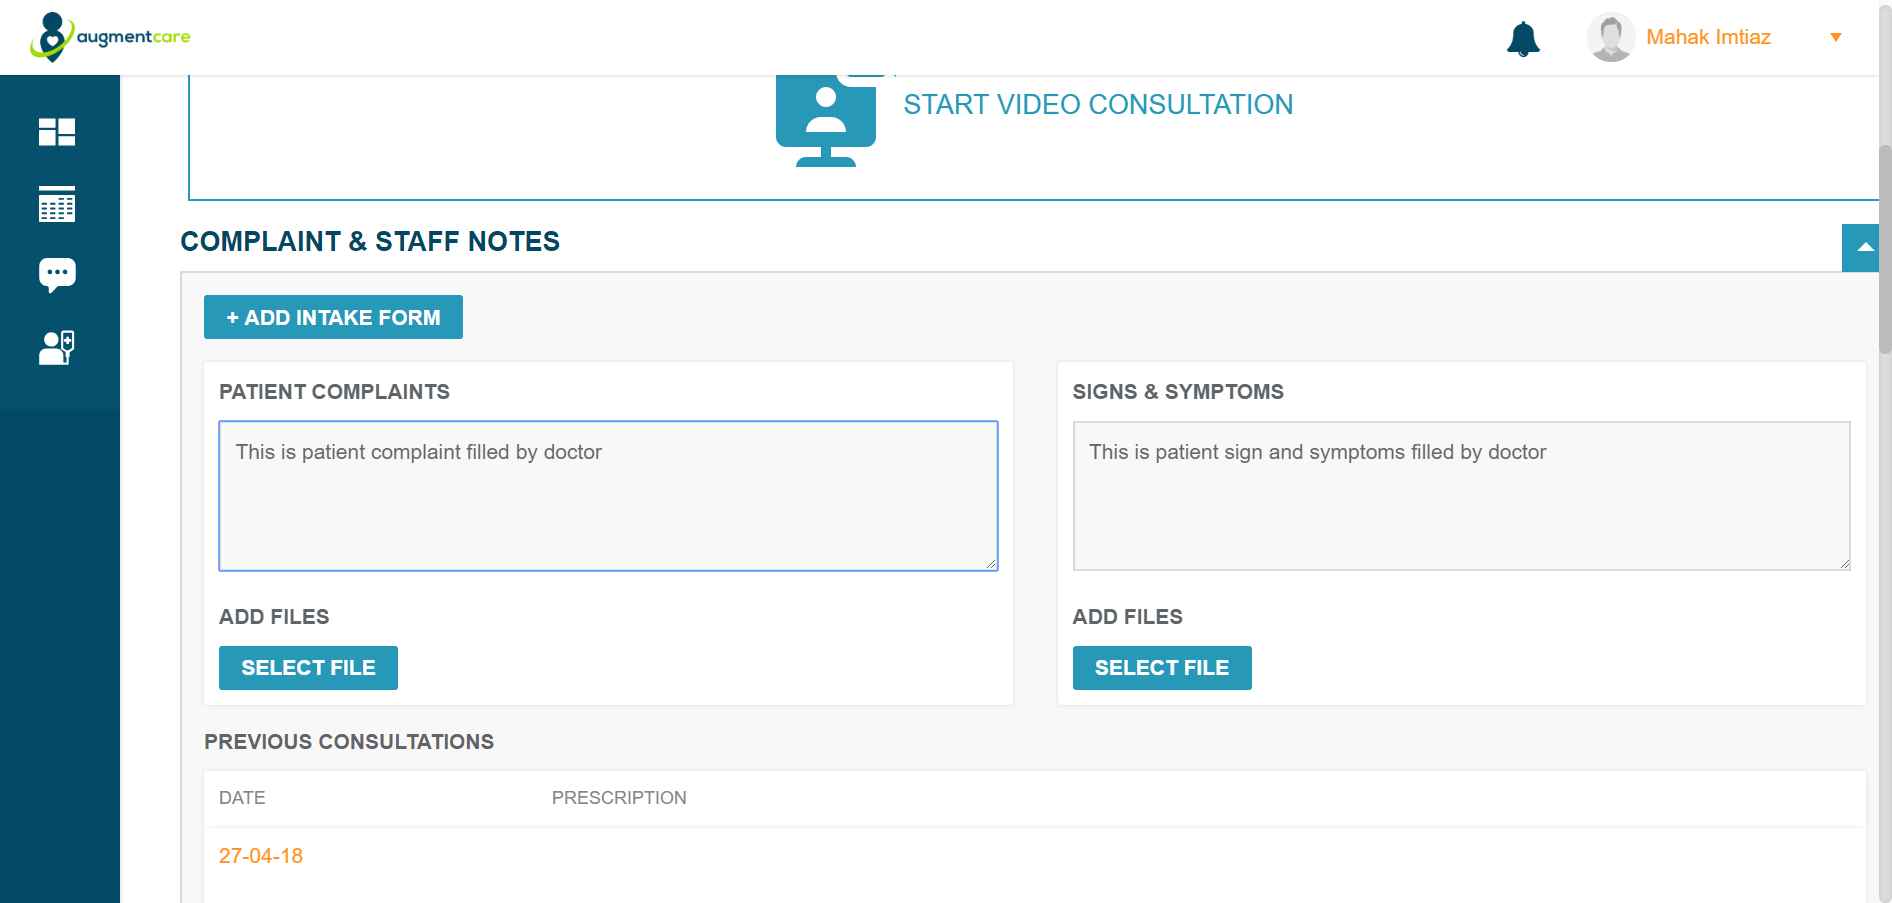 augmentcare
Mahak Imtiaz
START VIDEO CONSULTATION
COMPLAINT & STAFF NOTES
+ ADD INTAKE FORM
PATIENT COMPLAINTS
This is patient complaint filled by doctor
ADD FILES
SELECT FILE
SIGNS & SYMPTOMS
This is patient sign and symptoms filled by doctor
ADD FILES
SELECT FILE
PREVIOUS CONSULTATIONS
DATE PRESCRIPTION
27-04-18